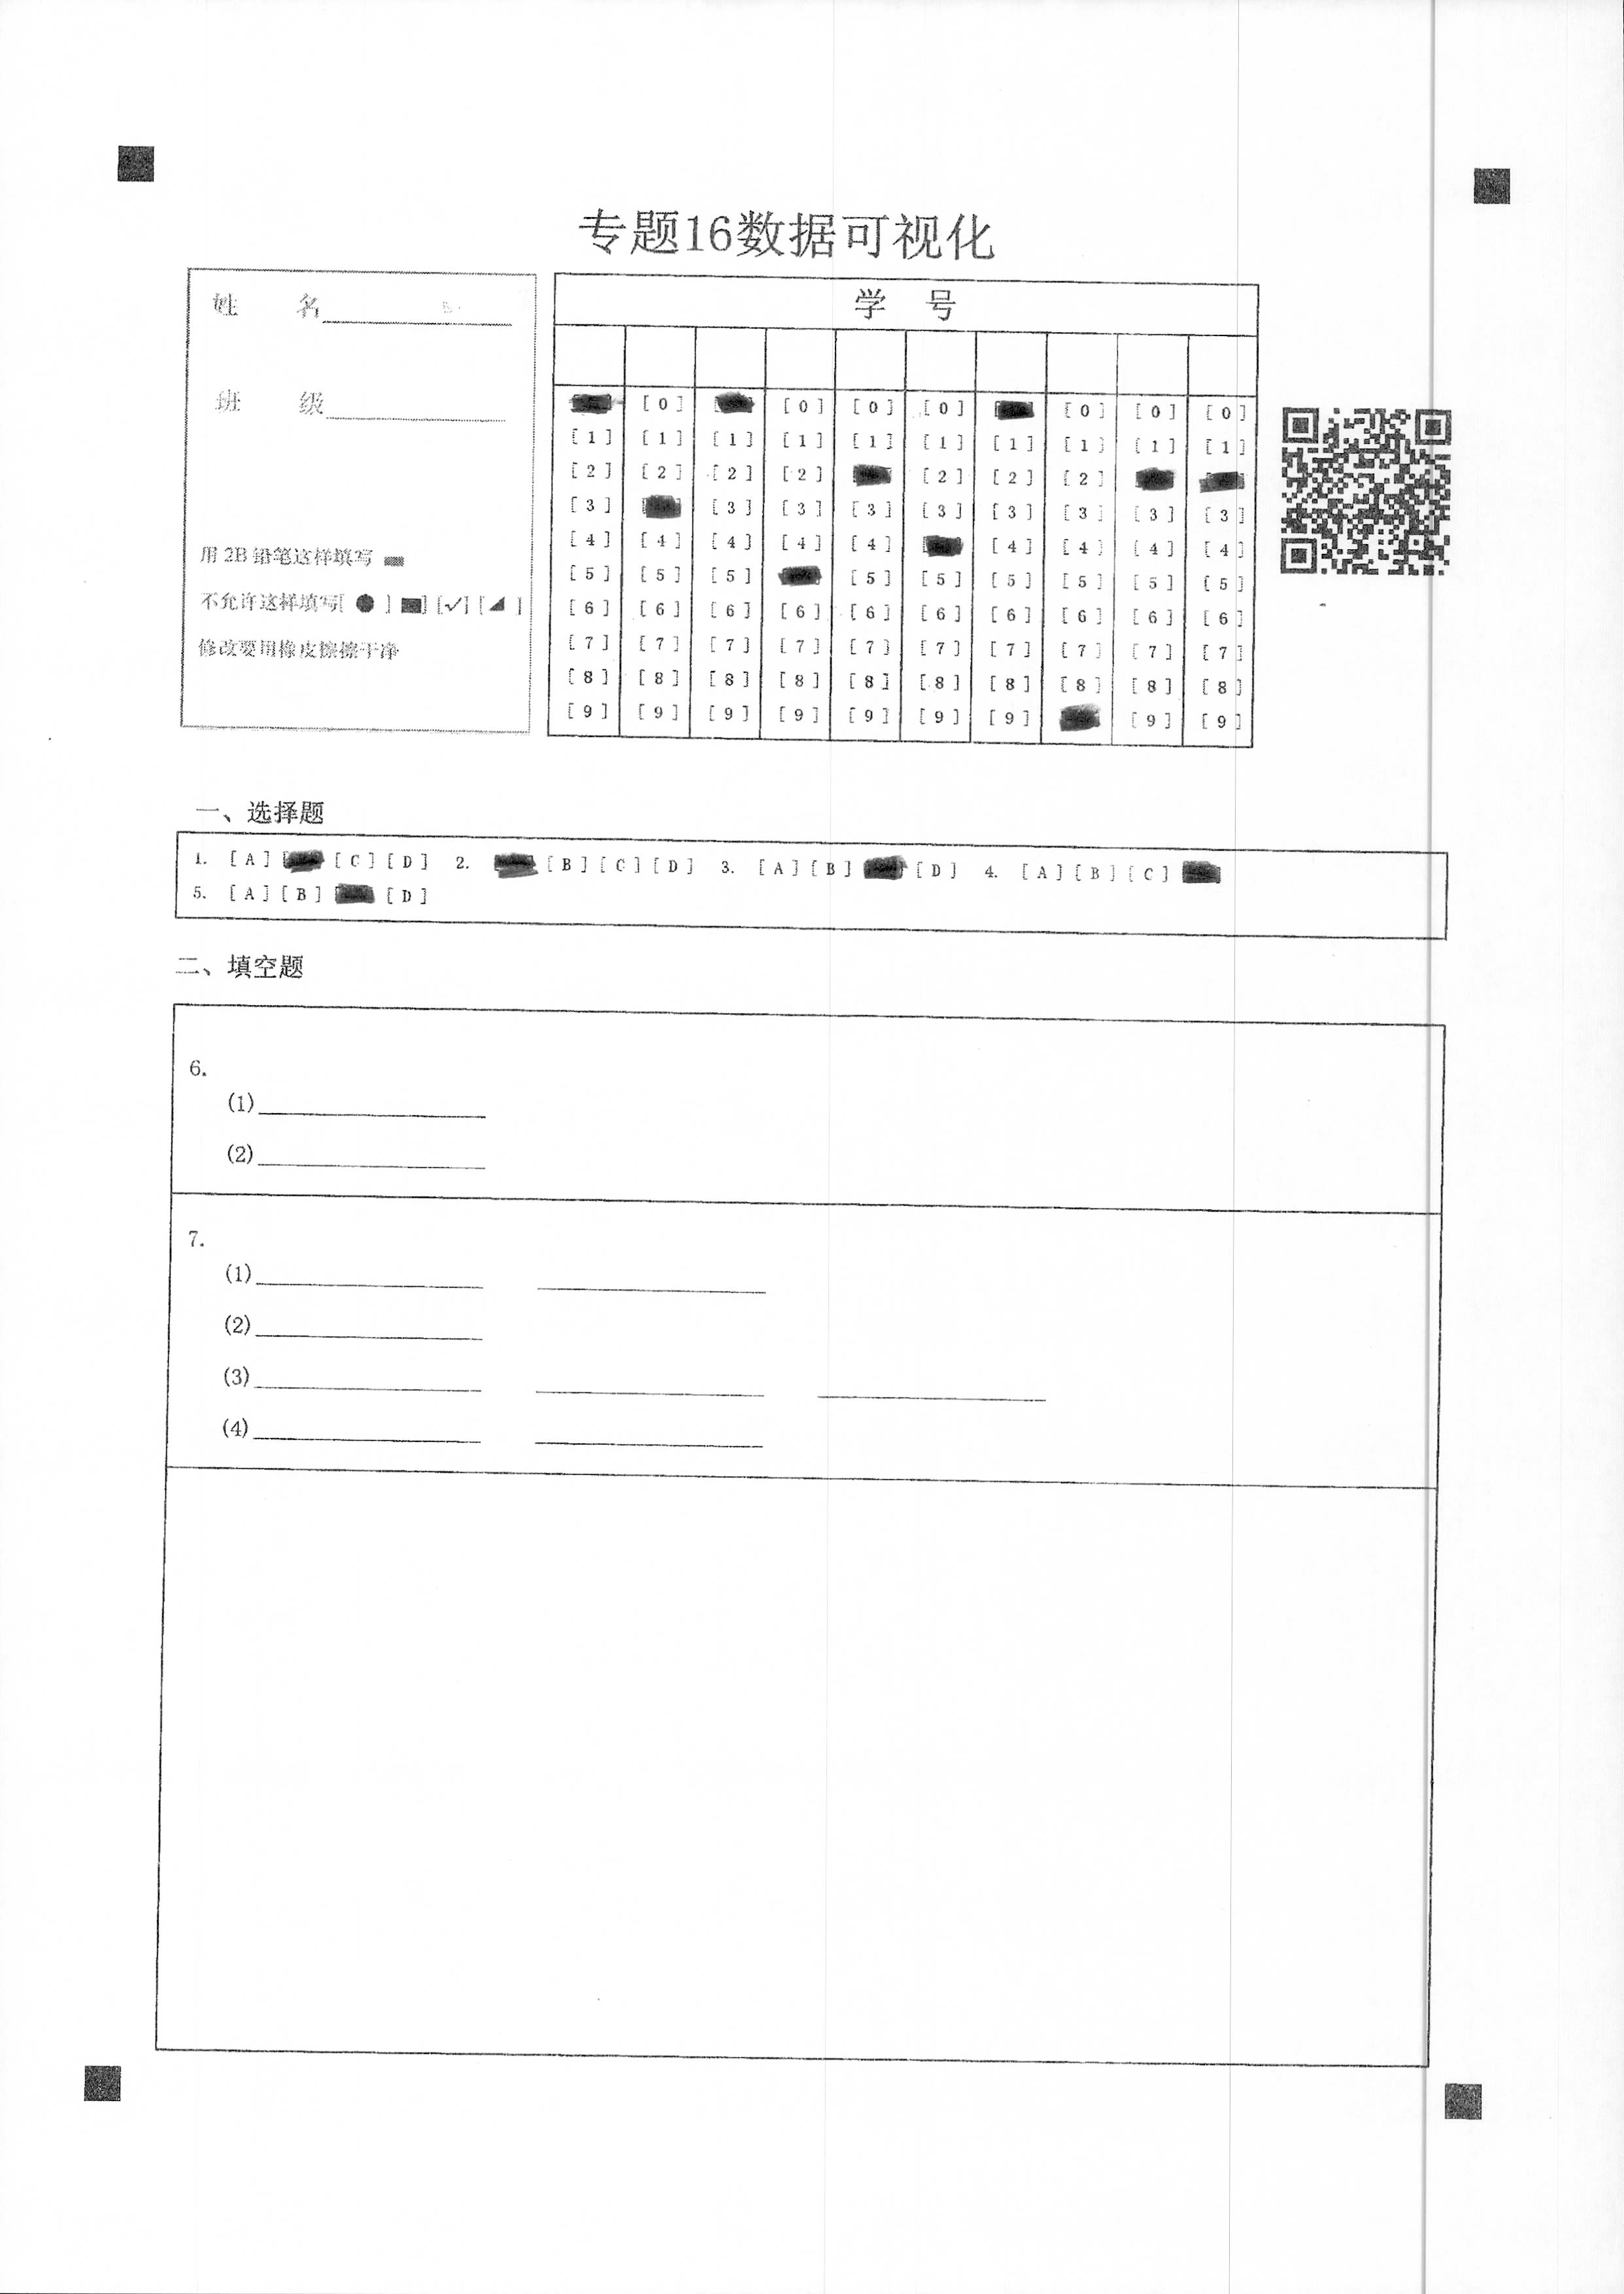 专题16数据可视化
姓 名
班 级
用 2B 铅笔这样填写
不允许这样填写[ ● ] [■] [✓] [◢ ]
修改要用橡皮擦擦干净
学 号
[0] [0] [0] [0] [0] [0]
[1] [1] [1] [1] [1] [1] [1] [1] [1] [1]
[2] [2] [2] [2] [2] [2] [2]
[3] [3] [3] [3] [3] [3] [3] [3] [3]
[4] [4] [4] [4] [4] [4] [4] [4] [4]
[5] [5] [5] [5] [5] [5] [5] [5] [5]
[6] [6] [6] [6] [6] [6] [6] [6] [6] [6]
[7] [7] [7] [7] [7] [7] [7] [7] [7] [7]
[8] [8] [8] [8] [8] [8] [8] [8] [8] [8]
[9] [9] [9] [9] [9] [9] [9] [9] [9]
一、选择题
1. [A] [C] [D] 2. [B] [C] [D] 3. [A] [B] [D] 4. [A] [B] [C]
5. [A] [B] [D]
二、填空题
6.
(1)
(2)
7.
(1)
(2)
(3)
(4)